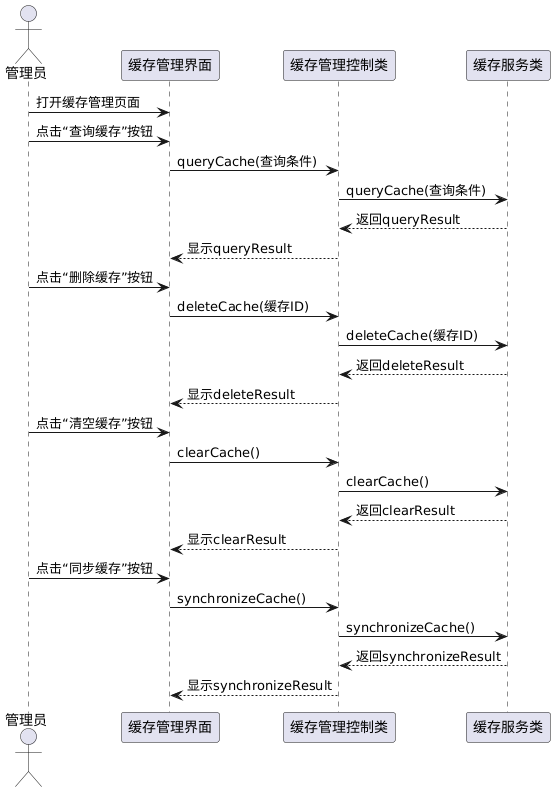 管理员
缓存管理界面
缓存管理控制类
缓存服务类
打开缓存管理页面
点击“查询缓存”按钮
queryCache(查询条件)
queryCache(查询条件)
返回queryResult
显示queryResult
点击“删除缓存”按钮
deleteCache(缓存ID)
deleteCache(缓存ID)
返回deleteResult
显示deleteResult
点击“清空缓存”按钮
clearCache()
clearCache()
返回clearResult
显示clearResult
点击“同步缓存”按钮
synchronizeCache()
synchronizeCache()
返回synchronizeResult
显示synchronizeResult
管理员
缓存管理界面
缓存管理控制类
缓存服务类